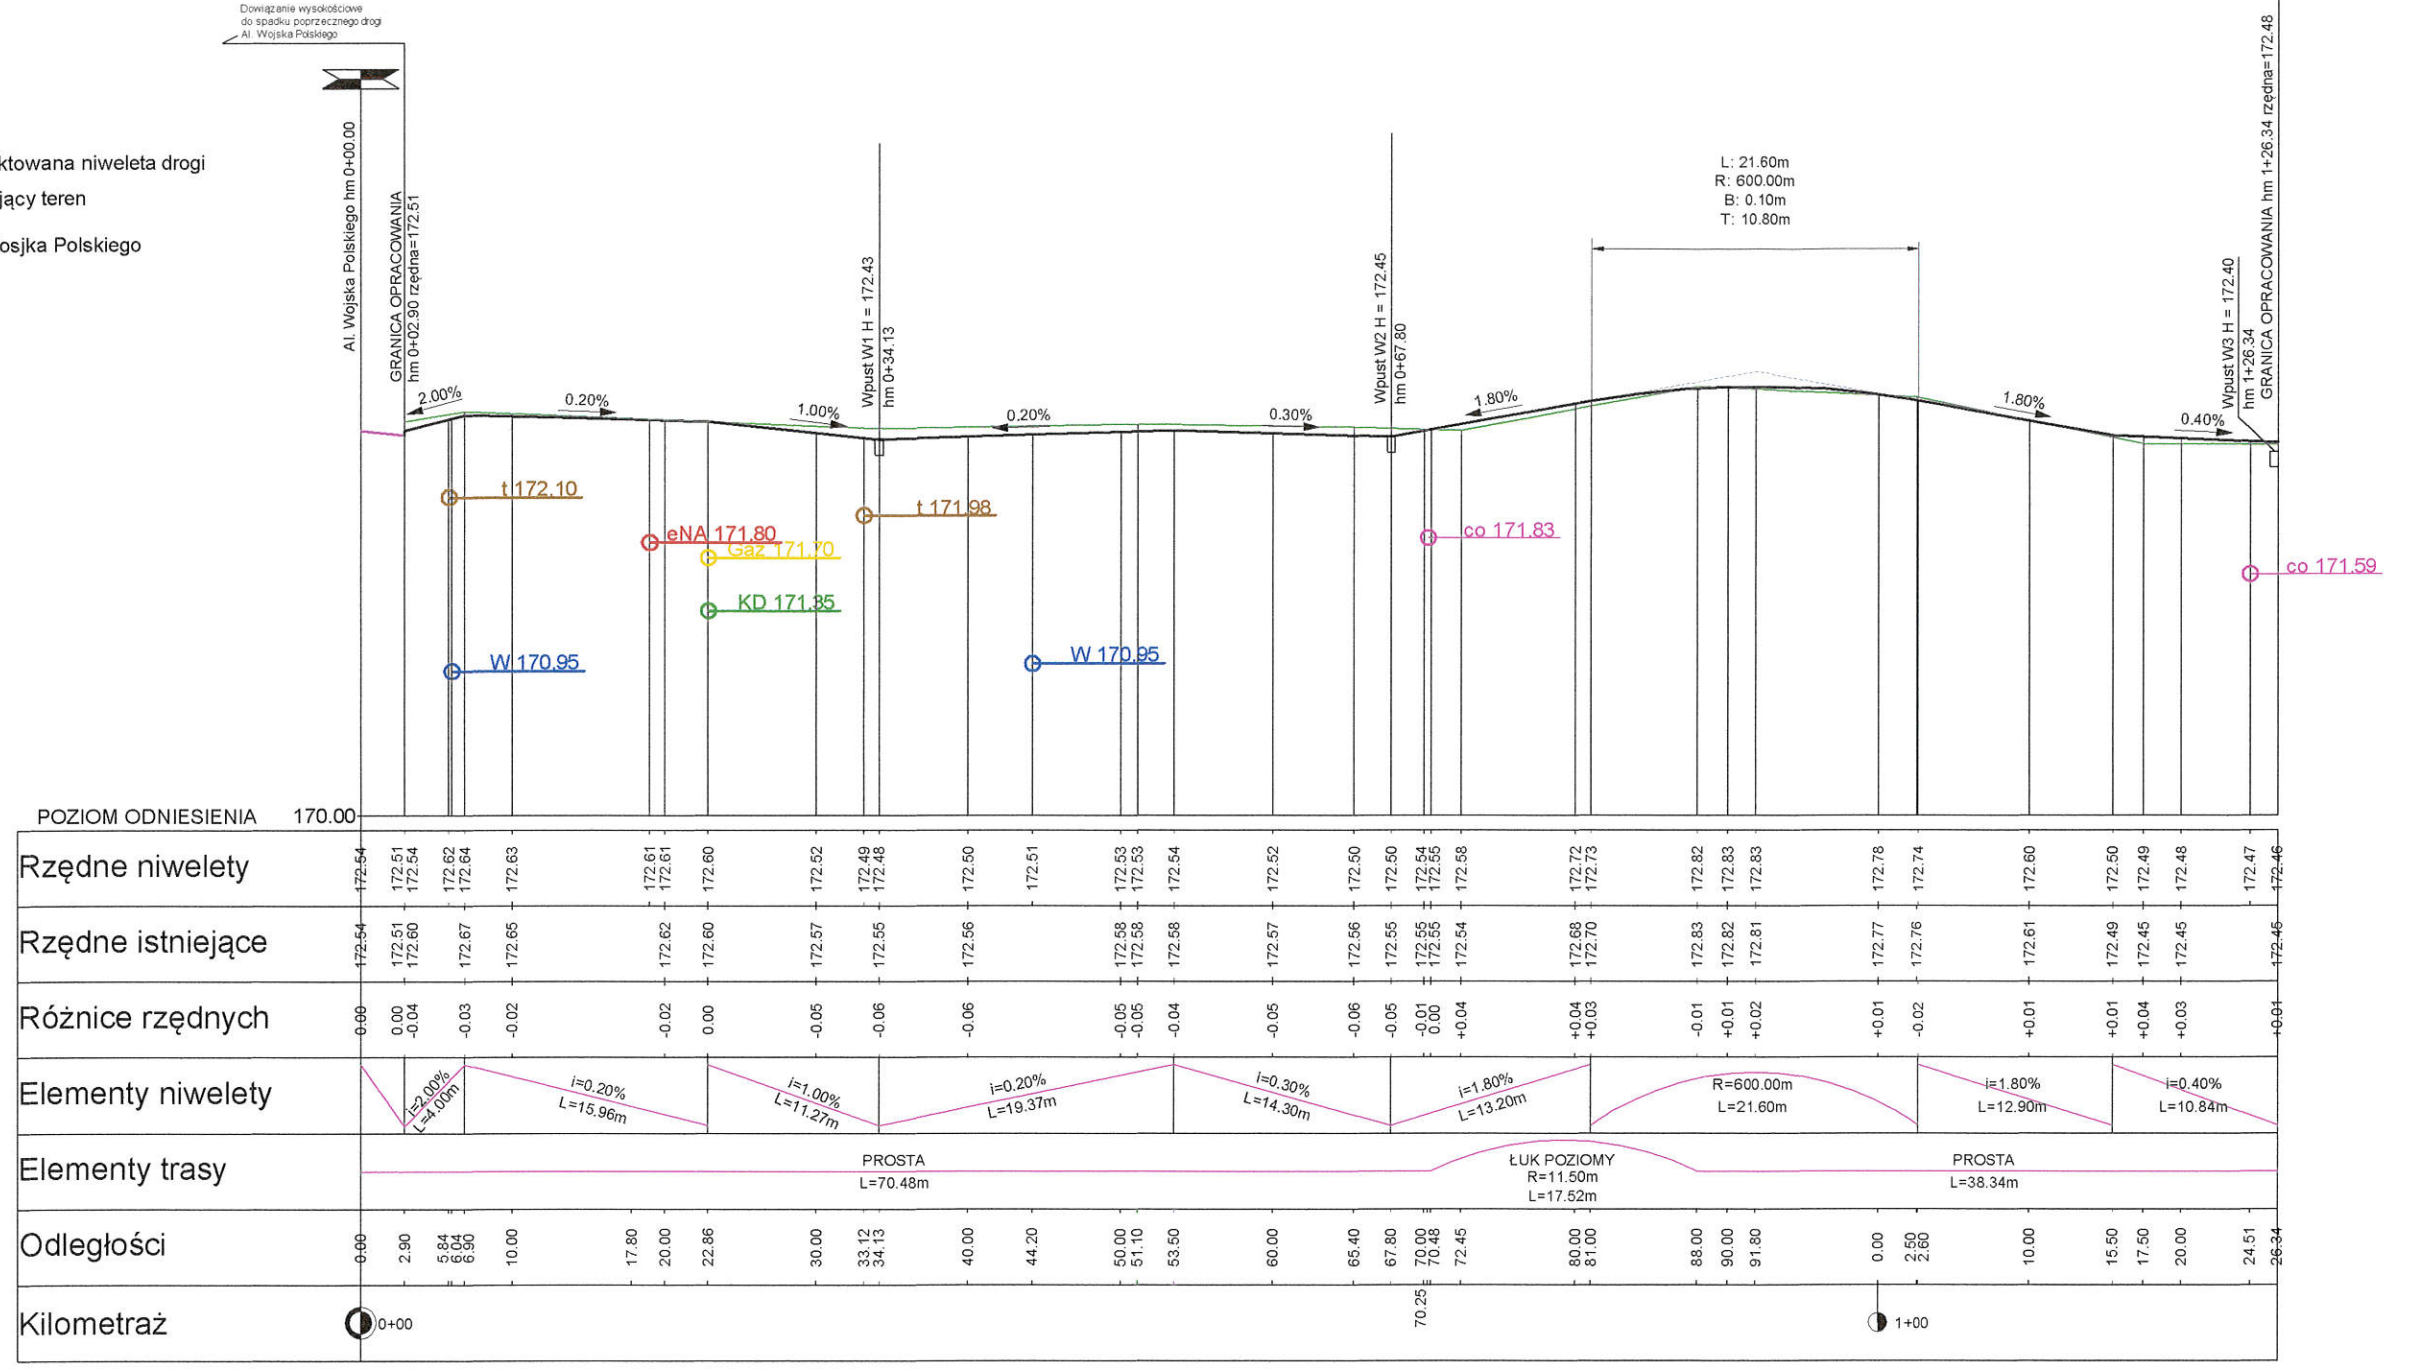 Dowiązanie wysokościowe
do spadku poprzecznego drogi
Al. Wojska Polskiego
ktowana niweleta drogi
jący teren
osjka Polskiego
Al. Wojska Polskiego hm 0+00.00
GRANICA OPRACOWANIA
hm 0+02.90 rzędna=172.51
Wpust W1 H = 172.43
hm 0+34.13
Wpust W2 H = 172.45
hm 0+67.80
L: 21.60m
R: 600.00m
B: 0.10m
T: 10.80m
Wpust W3 H = 172.40
hm 1+26.34
GRANICA OPRACOWANIA hm 1+26.34 rzędna=172.48
2.00% 0.20% 1.00% 0.20% 0.30% 1.80% 1.80% 0.40%
t 172.10
eNA 171.80
Gaz 171.70
KD 171.35
W 170.95
t 171.98
W 170.95
co 171.83
co 171.59
POZIOM ODNIESIENIA 170.00
Rzędne niwelety
172.54 172.51 172.54 172.62 172.64 172.63 172.61 172.61 172.60 172.52 172.49 172.48 172.50 172.51 172.53 172.53 172.54 172.52 172.50 172.50 172.54 172.55 172.58 172.72 172.73 172.82 172.83 172.83 172.78 172.74 172.60 172.50 172.49 172.48 172.47 172.46
Rzędne istniejące
172.54 172.51 172.60 172.67 172.65 172.62 172.60 172.57 172.55 172.56 172.58 172.58 172.58 172.57 172.56 172.55 172.55 172.55 172.54 172.68 172.70 172.83 172.82 172.81 172.77 172.76 172.61 172.49 172.45 172.45 172.45
Różnice rzędnych
0.00 0.00 -0.04 -0.03 -0.02 -0.02 0.00 -0.05 -0.06 -0.06 -0.05 -0.05 -0.04 -0.05 -0.06 -0.05 -0.01 0.00 +0.04 +0.04 +0.03 -0.01 +0.01 +0.02 +0.01 -0.02 +0.01 +0.01 +0.04 +0.03 +0.01
Elementy niwelety
i=2.00%
L=4.00m
i=0.20%
L=15.96m
i=1.00%
L=11.27m
i=0.20%
L=19.37m
i=0.30%
L=14.30m
i=1.80%
L=13.20m
R=600.00m
L=21.60m
i=1.80%
L=12.90m
i=0.40%
L=10.84m
Elementy trasy
PROSTA
L=70.48m
ŁUK POZIOMY
R=11.50m
L=17.52m
PROSTA
L=38.34m
Odległości
0.00 2.90 5.84 6.04 6.90 10.00 17.80 20.00 22.86 30.00 33.12 34.13 40.00 44.20 50.00 51.10 53.50 60.00 65.40 67.80 70.00 70.48 72.45 80.00 81.00 88.00 90.00 91.80 0.00 2.50 2.60 10.00 15.50 17.50 20.00 24.51 26.34
Kilometraż
0+00
70.25
1+00